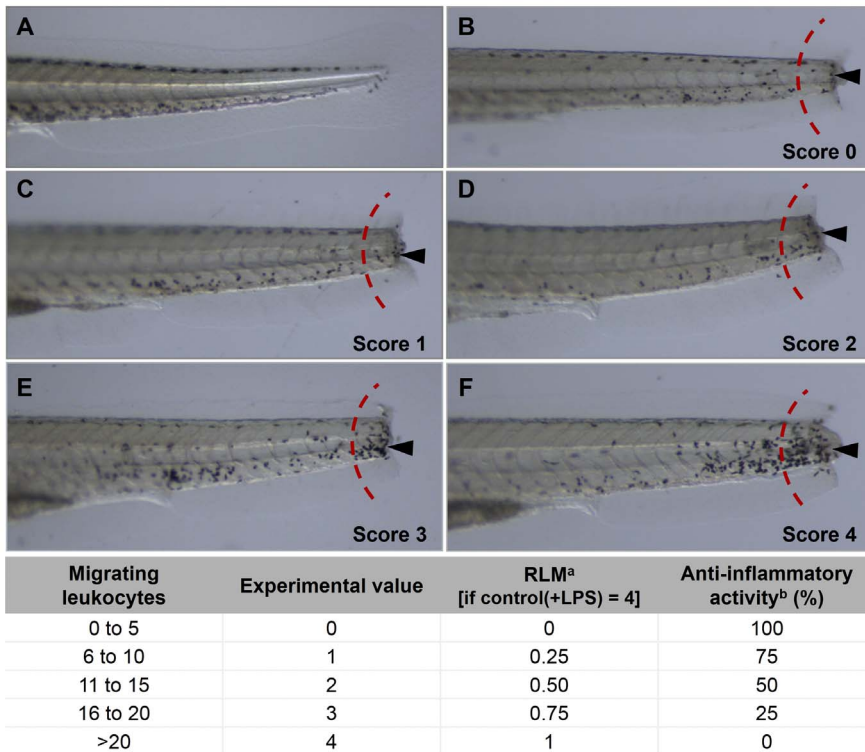 A
B
Score 0
C
Score 1
D
Score 2
E
Score 3
F
Score 4
Migrating leukocytes Experimental value RLMᵃ [if control(+LPS) = 4] Anti-inflammatory activityᵇ (%)
0 to 5 0 0 100
6 to 10 1 0.25 75
11 to 15 2 0.50 50
16 to 20 3 0.75 25
>20 4 1 0